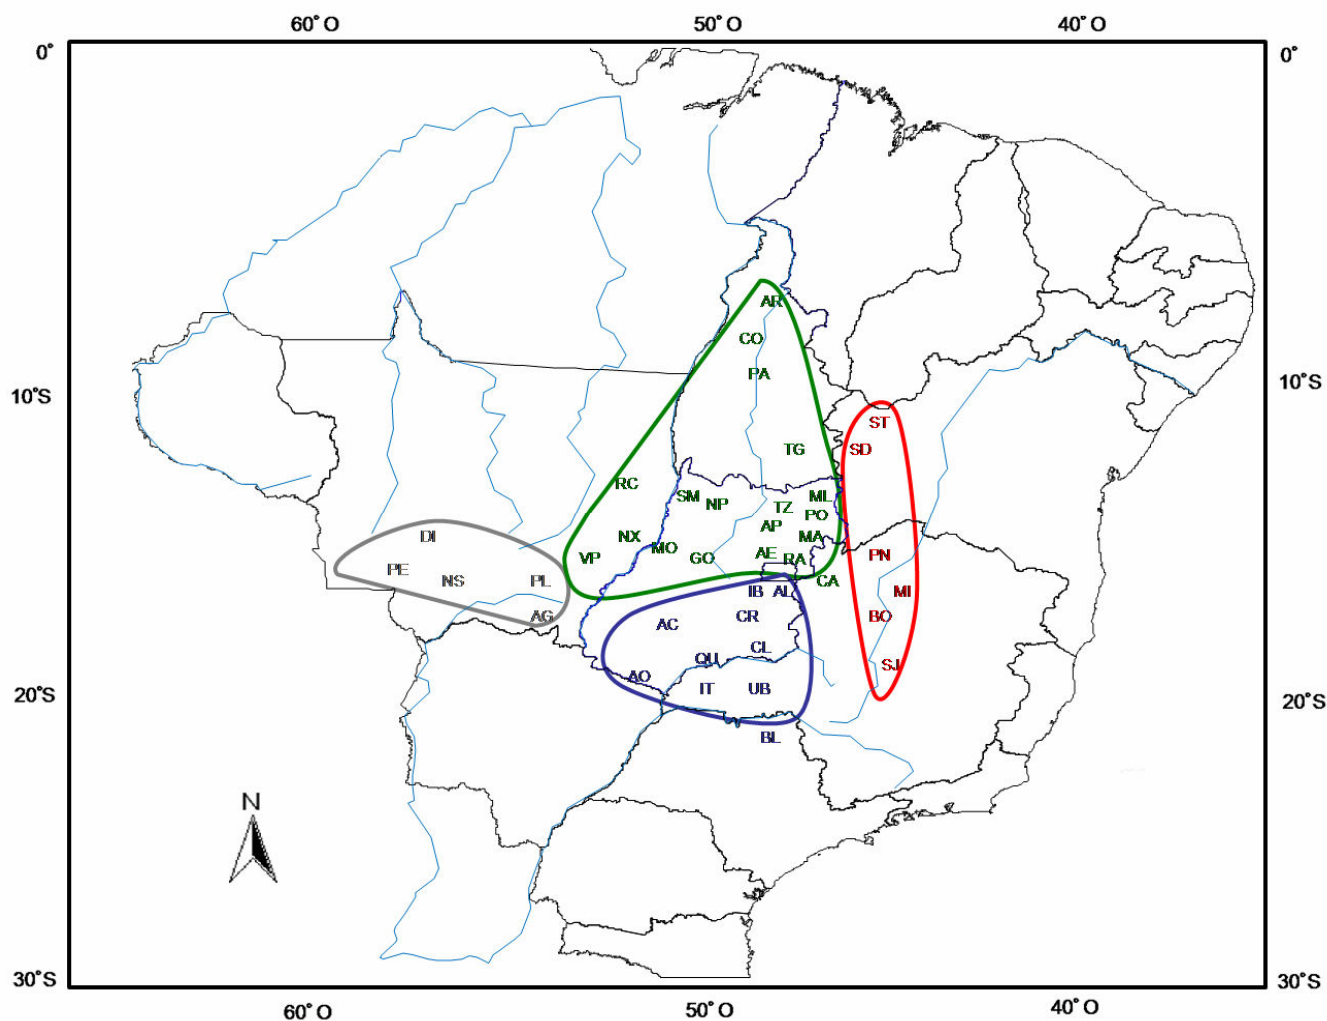 60°O 50°O 40°O
0° 0°
AR
CO
PA
10°S 10°S
ST
SD
TG
RC
SM NP TZ ML
PO
AP
DI NX MO MA
VP GO AE RA PN
PE NS PL CA
IB AL MI
AG AC CR BO
CL
QU SJ
AO IT UB
20°S 20°S
BL
N
30°S 30°S
60°O 50°O 40°O